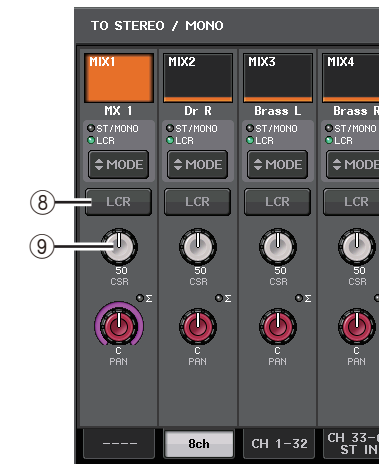 TO STEREO / MONO
MIX1 MIX2 MIX3 MIX4
MX 1 Dr R Brass L Brass R
ST/MONO ST/MONO ST/MONO ST/MONO
LCR LCR LCR LCR
MODE MODE MODE MODE
⑧ LCR LCR LCR LCR
⑨
50 50 50 50
CSR CSR CSR CSR
Σ Σ Σ
C C C C
PAN PAN PAN PAN
---- 8ch CH 1-32 CH 33-
ST IN